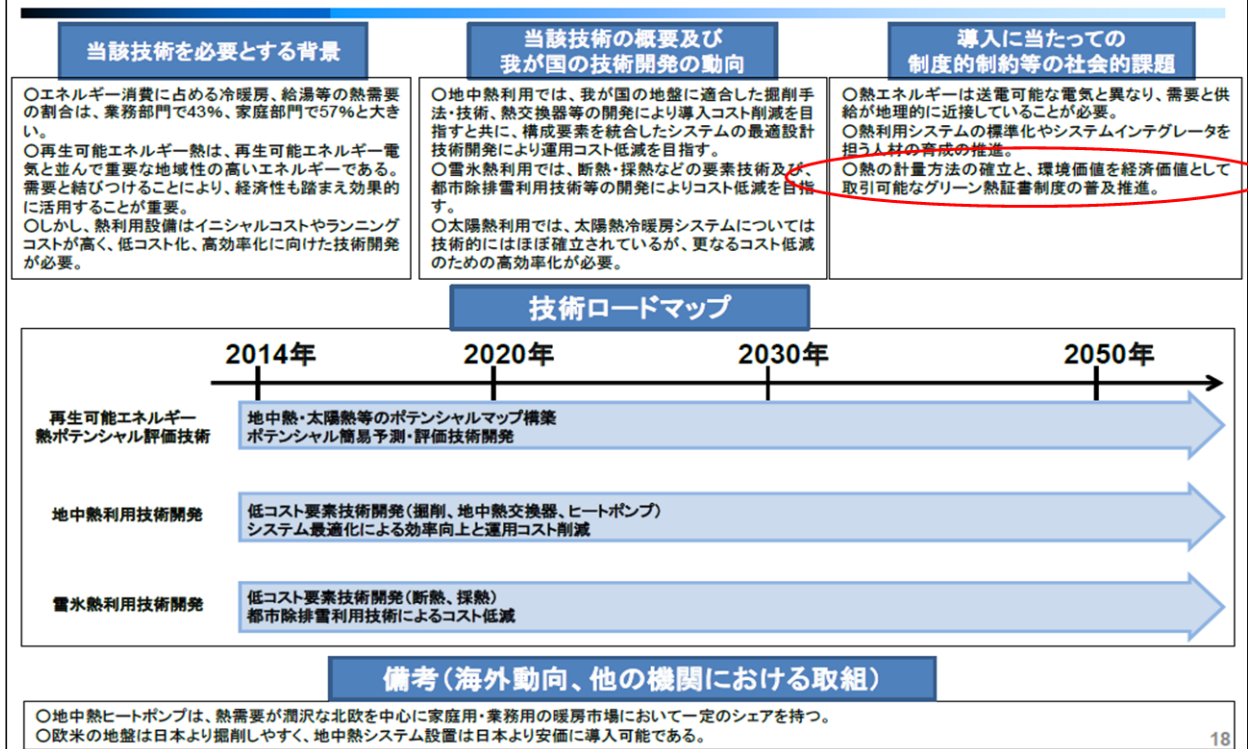 当該技術を必要とする背景
〇エネルギー消費に占める冷暖房、給湯等の熱需要
の割合は、業務部門で43%、家庭部門で57%と大き
い。
〇再生可能エネルギー熱は、再生可能エネルギー電
気と並んで重要な地域性の高いエネルギーである。
需要と結びつけることにより、経済性も踏まえ効果的
に活用することが重要。
〇しかし、熱利用設備はイニシャルコストやランニング
コストが高く、低コスト化、高効率化に向けた技術開発
が必要。
当該技術の概要及び
我が国の技術開発の動向
〇地中熱利用では、我が国の地盤に適合した掘削手
法・技術、熱交換器等の開発により導入コスト削減を目
指すと共に、構成要素を統合したシステムの最適設計
技術開発により運用コスト低減を目指す。
〇雪氷熱利用では、断熱・採熱などの要素技術及び、
都市除排雪利用技術等の開発によりコスト低減を目指
す。
〇太陽熱利用では、太陽熱冷暖房システムについては
技術的にはほぼ確立されているが、更なるコスト低減
のための高効率化が必要。
導入に当たっての
制度的制約等の社会的課題
〇熱エネルギーは送電可能な電気と異なり、需要と供
給が地理的に近接していることが必要。
〇熱利用システムの標準化やシステムインテグレータを
担う人材の育成の推進。
〇熱の計量方法の確立と、環境価値を経済価値として
取引可能なグリーン熱証書制度の普及推進。
技術ロードマップ
2014年 2020年 2030年 2050年
再生可能エネルギー
熱ポテンシャル評価技術
地中熱・太陽熱等のポテンシャルマップ構築
ポテンシャル簡易予測・評価技術開発
地中熱利用技術開発
低コスト要素技術開発(掘削、地中熱交換器、ヒートポンプ)
システム最適化による効率向上と運用コスト削減
雪氷熱利用技術開発
低コスト要素技術開発(断熱、採熱)
都市除排雪利用技術によるコスト低減
備考(海外動向、他の機関における取組)
〇地中熱ヒートポンプは、熱需要が潤沢な北欧を中心に家庭用・業務用の暖房市場において一定のシェアを持つ。
〇欧米の地盤は日本より掘削しやすく、地中熱システム設置は日本より安価に導入可能である。
18